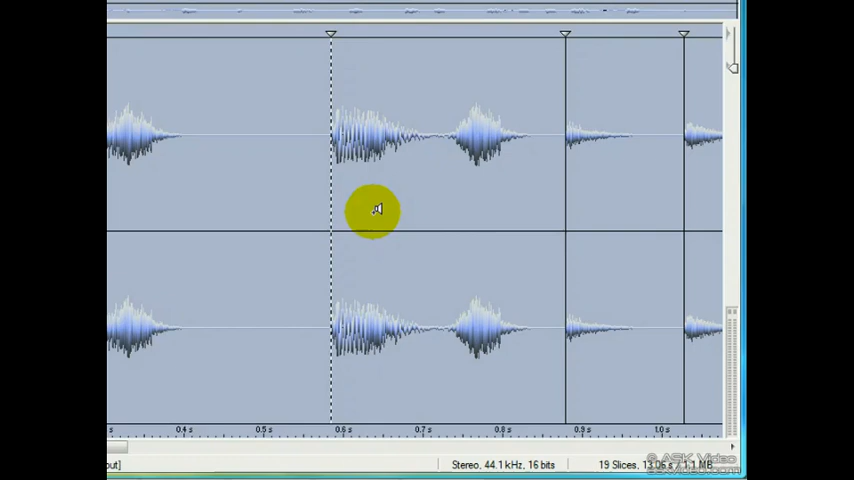 0.4 s 0.5 s 0.6 s 0.7 s 0.8 s 0.9 s 1.0 s
out] Stereo, 44.1 kHz, 16 bits 19 Slices, 13.06 s / 1.1 MB
© ASK Video